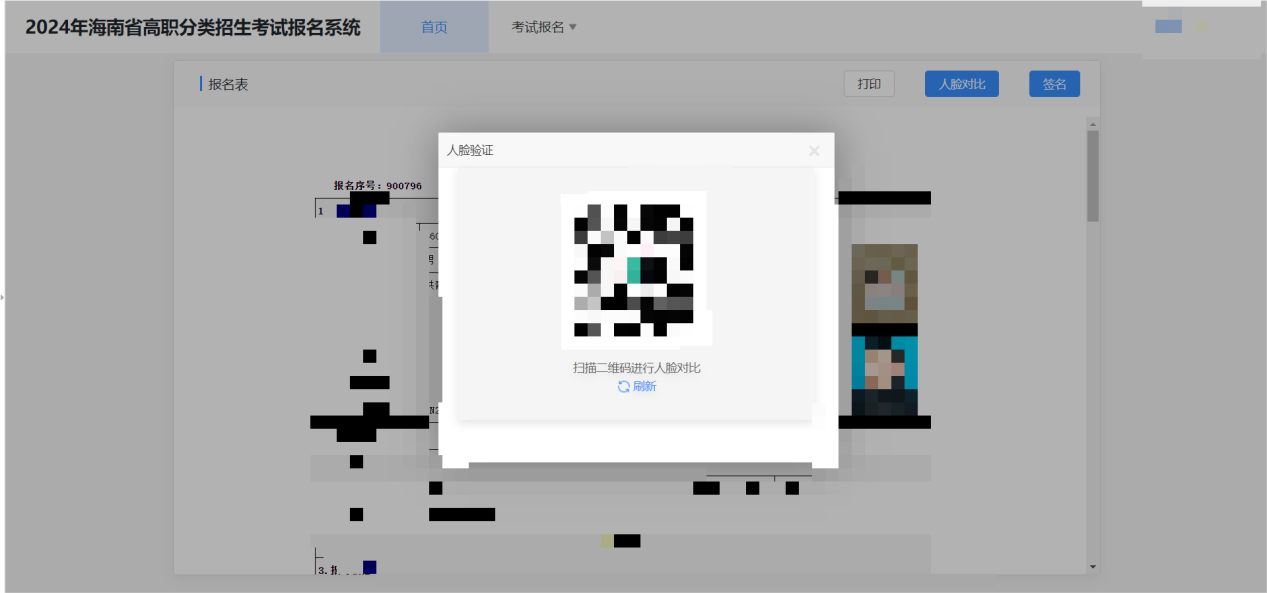 2024年海南省高职分类招生考试报名系统
首页
考试报名
报名表
打印
人脸对比
签名
人脸验证
报名序号：900796
1
扫描二维码进行人脸对比
刷新